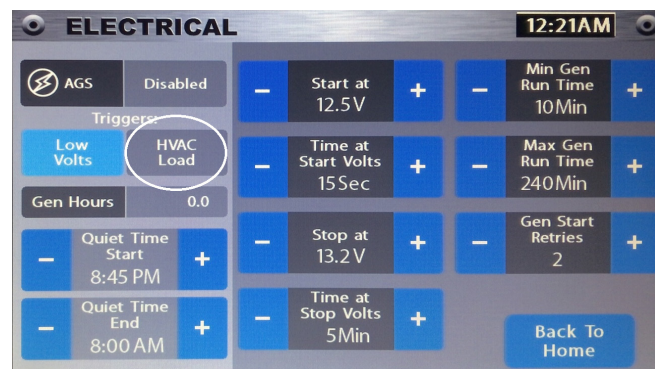 ELECTRICAL
12:21AM
AGS
Disabled
Triggers:
Low
Volts
HVAC
Load
Gen Hours
0.0
Quiet Time
Start
8:45 PM
Quiet Time
End
8:00 AM
Start at
12.5V
Time at
Start Volts
15Sec
Stop at
13.2V
Time at
Stop Volts
5Min
Min Gen
Run Time
10Min
Max Gen
Run Time
240Min
Gen Start
Retries
2
Back To
Home